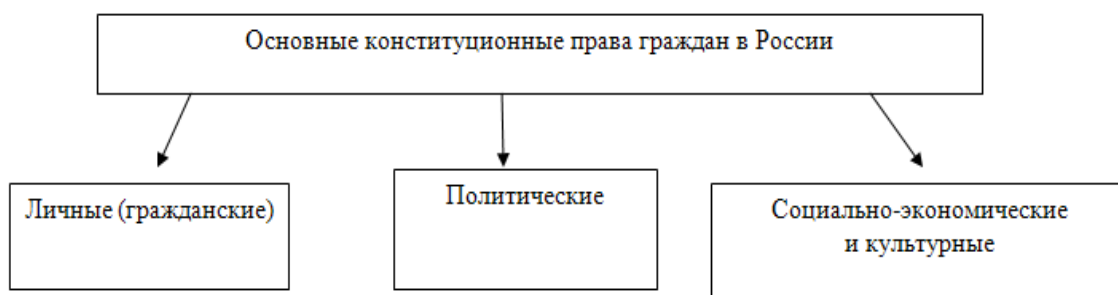 Основные конституционные права граждан в России
Личные (гражданские)
Политические
Социально-экономические
и культурные